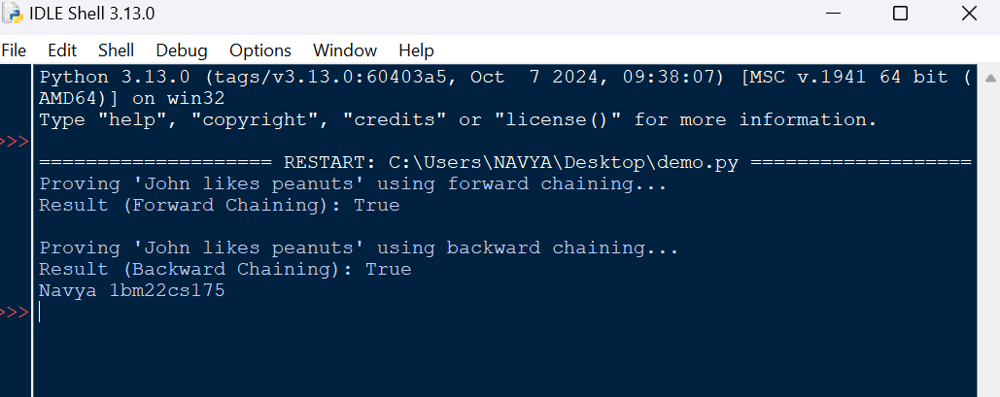 IDLE Shell 3.13.0
File Edit Shell Debug Options Window Help
Python 3.13.0 (tags/v3.13.0:60403a5, Oct  7 2024, 09:38:07) [MSC v.1941 64 bit (
AMD64)] on win32
Type "help", "copyright", "credits" or "license()" for more information.
>>>
==================== RESTART: C:\Users\NAVYA\Desktop\demo.py ===================
Proving 'John likes peanuts' using forward chaining...
Result (Forward Chaining): True
Proving 'John likes peanuts' using backward chaining...
Result (Backward Chaining): True
Navya 1bm22cs175
>>>